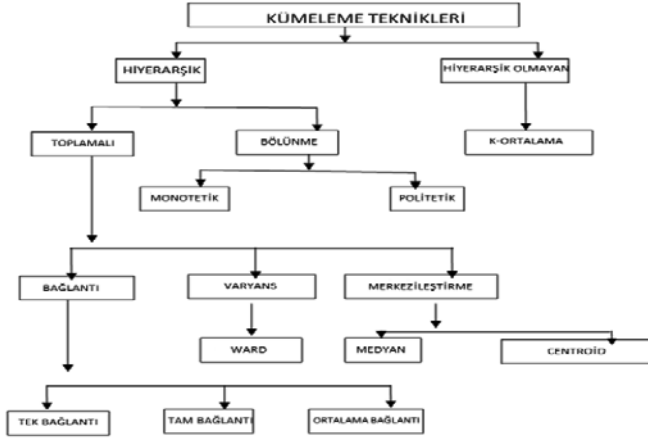 KÜMELEME TEKNİKLERİ
HİYERARŞİK
HİYERARŞİK OLMAYAN
TOPLAMALI
BÖLÜNME
K-ORTALAMA
MONOTETİK
POLİTETİK
BAĞLANTI
VARYANS
MERKEZİLEŞTİRME
WARD
MEDYAN
CENTROİD
TEK BAĞLANTI
TAM BAĞLANTI
ORTALAMA BAĞLANTI